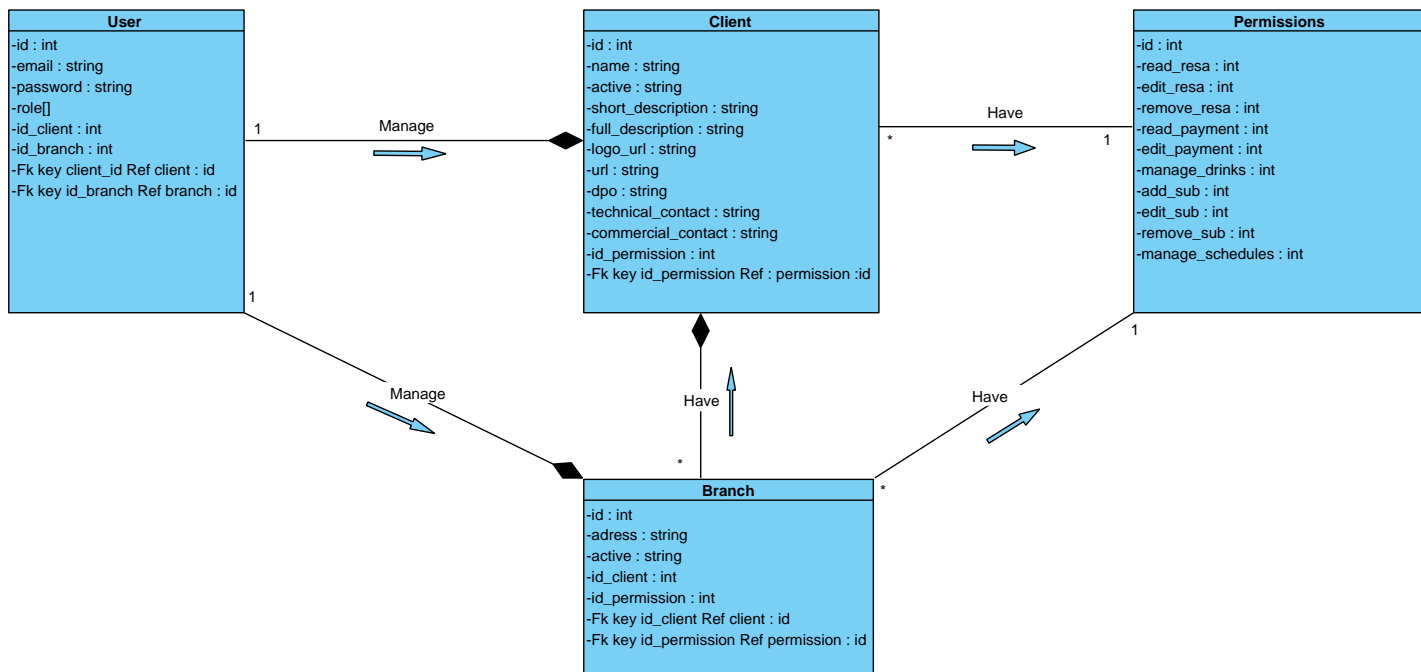 User
-id : int
-email : string
-password : string
-role[]
-id_client : int
-id_branch : int
-Fk key client_id Ref client : id
-Fk key id_branch Ref branch : id
Client
-id : int
-name : string
-active : string
-short_description : string
-full_description : string
-logo_url : string
-url : string
-dpo : string
-technical_contact : string
-commercial_contact : string
-id_permission : int
-Fk key id_permission Ref : permission :id
Permissions
-id : int
-read_resa : int
-edit_resa : int
-remove_resa : int
-read_payment : int
-edit_payment : int
-manage_drinks : int
-add_sub : int
-edit_sub : int
-remove_sub : int
-manage_schedules : int
1
Manage
*
Have
1
1
Manage
Have
*
1
Have
*
Branch
-id : int
-adress : string
-active : string
-id_client : int
-id_permission : int
-Fk key id_client Ref client : id
-Fk key id_permission Ref permission : id